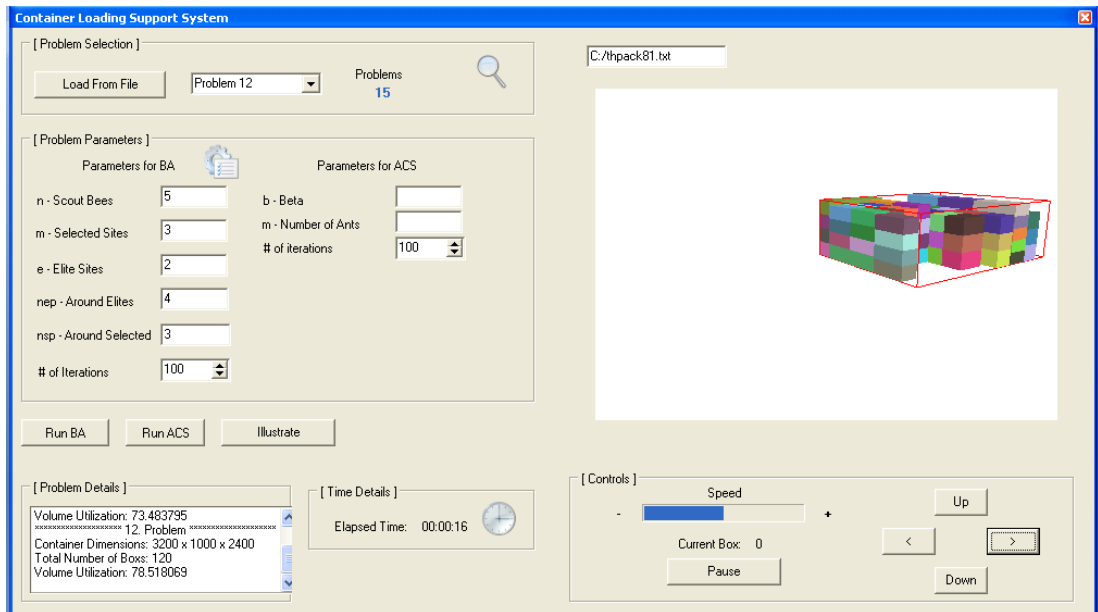 Container Loading Support System
[ Problem Selection ]
Load From File
Problem 12
Problems
15
C:/thpack81.txt
[ Problem Parameters ]
Parameters for BA
Parameters for ACS
n - Scout Bees
5
m - Selected Sites
3
e - Elite Sites
2
nep - Around Elites
4
nsp - Around Selected
3
# of Iterations
100
b - Beta
m - Number of Ants
# of iterations
100
Run BA
Run ACS
Illustrate
[ Problem Details ]
Volume Utilization: 73.483795
******************** 12. Problem ********************
Container Dimensions: 3200 x 1000 x 2400
Total Number of Boxs: 120
Volume Utilization: 78.518069
[ Time Details ]
Elapsed Time: 00:00:16
[ Controls ]
Speed
- +
Current Box: 0
Pause
Up
< >
Down